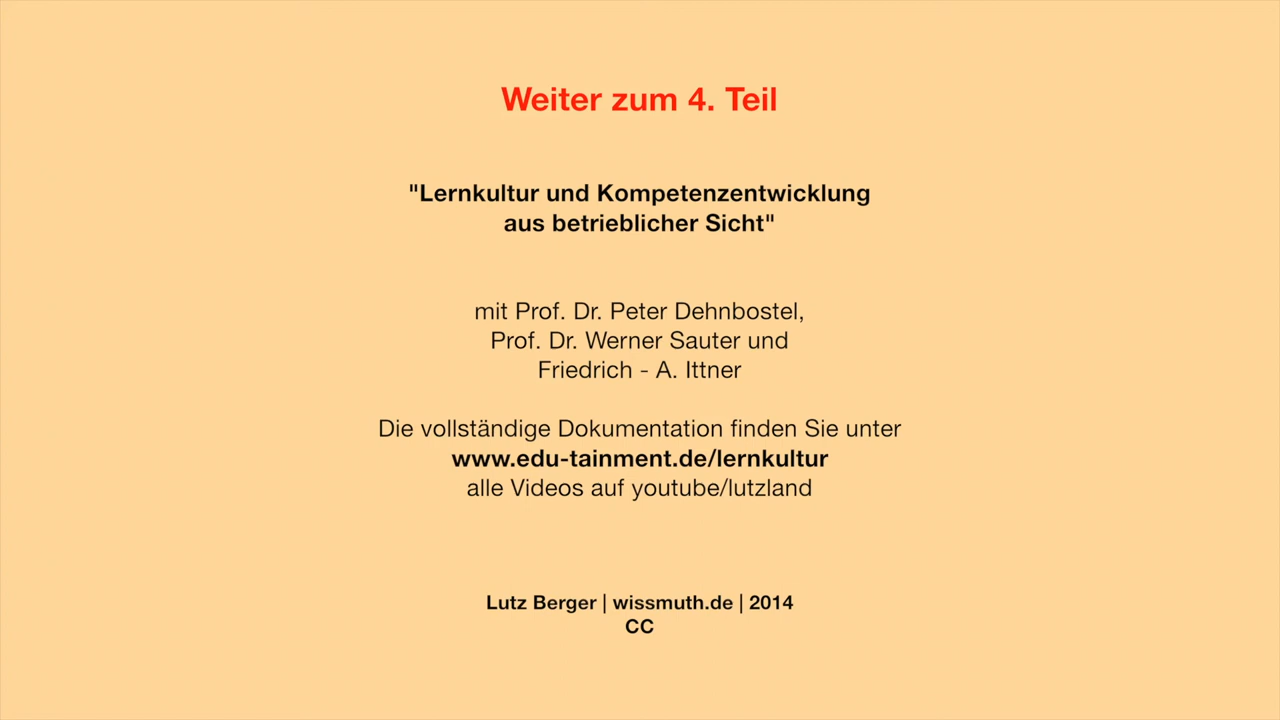 Weiter zum 4. Teil
"Lernkultur und Kompetenzentwicklung
aus betrieblicher Sicht"
mit Prof. Dr. Peter Dehnbostel,
Prof. Dr. Werner Sauter und
Friedrich - A. Ittner
Die vollständige Dokumentation finden Sie unter
www.edu-tainment.de/lernkultur
alle Videos auf youtube/lutzland
Lutz Berger | wissmuth.de | 2014
CC